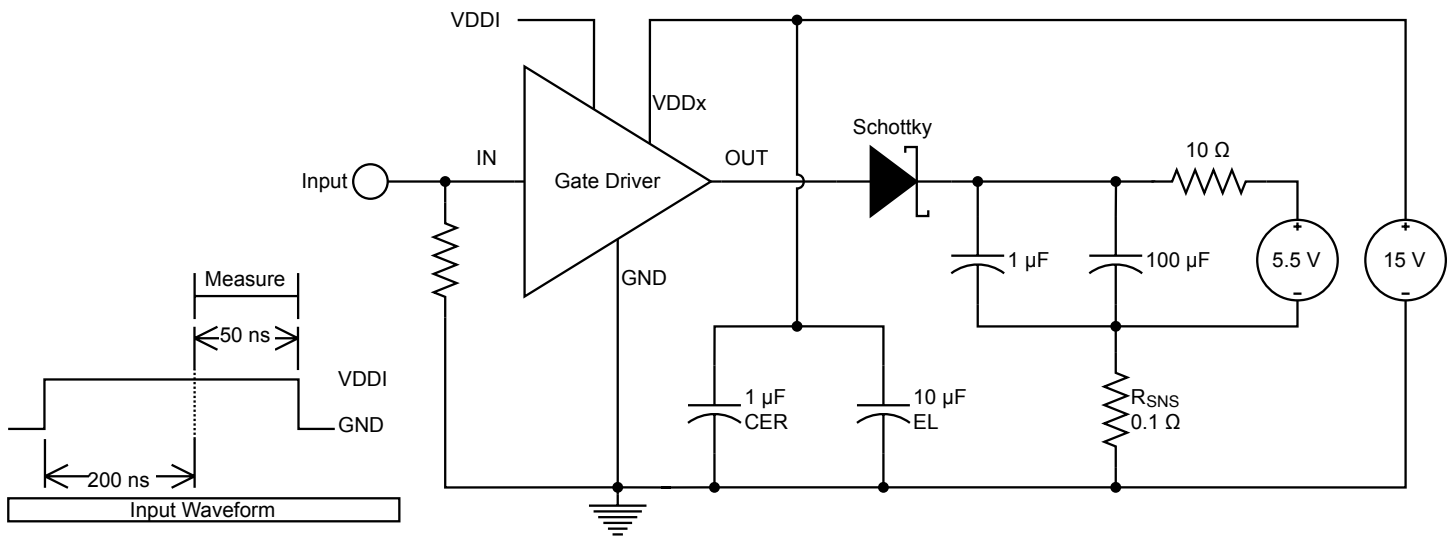 VDDI
VDDx
Schottky
10 Ω
IN
OUT
Input
Gate Driver
1 µF
100 µF
5.5 V
15 V
GND
Measure
50 ns
VDDI
GND
200 ns
Input Waveform
1 µF
CER
10 µF
EL
RSNS
0.1 Ω